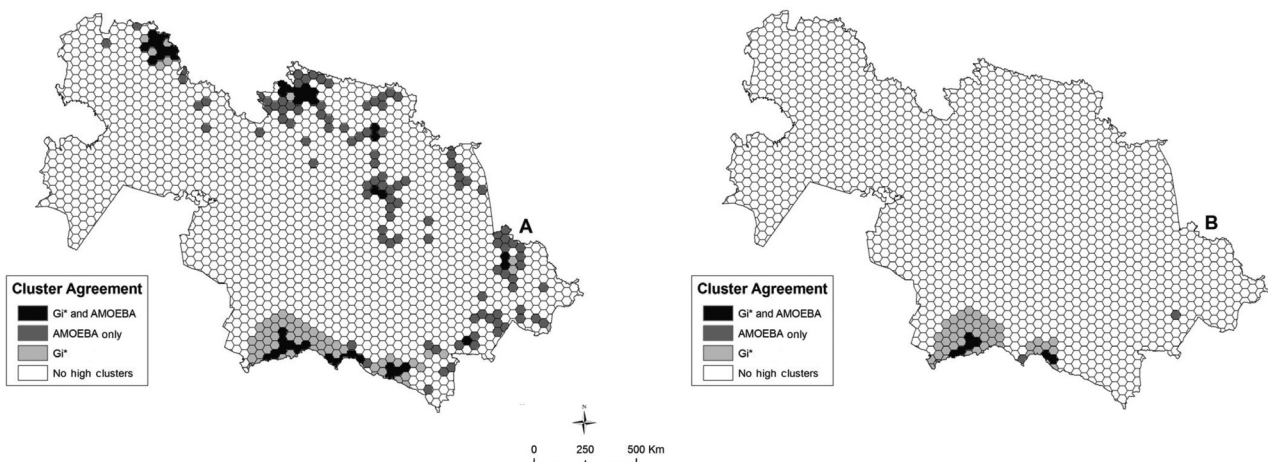 A
B
Cluster Agreement
Gi* and AMOEBA
AMOEBA only
Gi*
No high clusters
Cluster Agreement
Gi* and AMOEBA
AMOEBA only
Gi*
No high clusters
N
0 250 500 Km